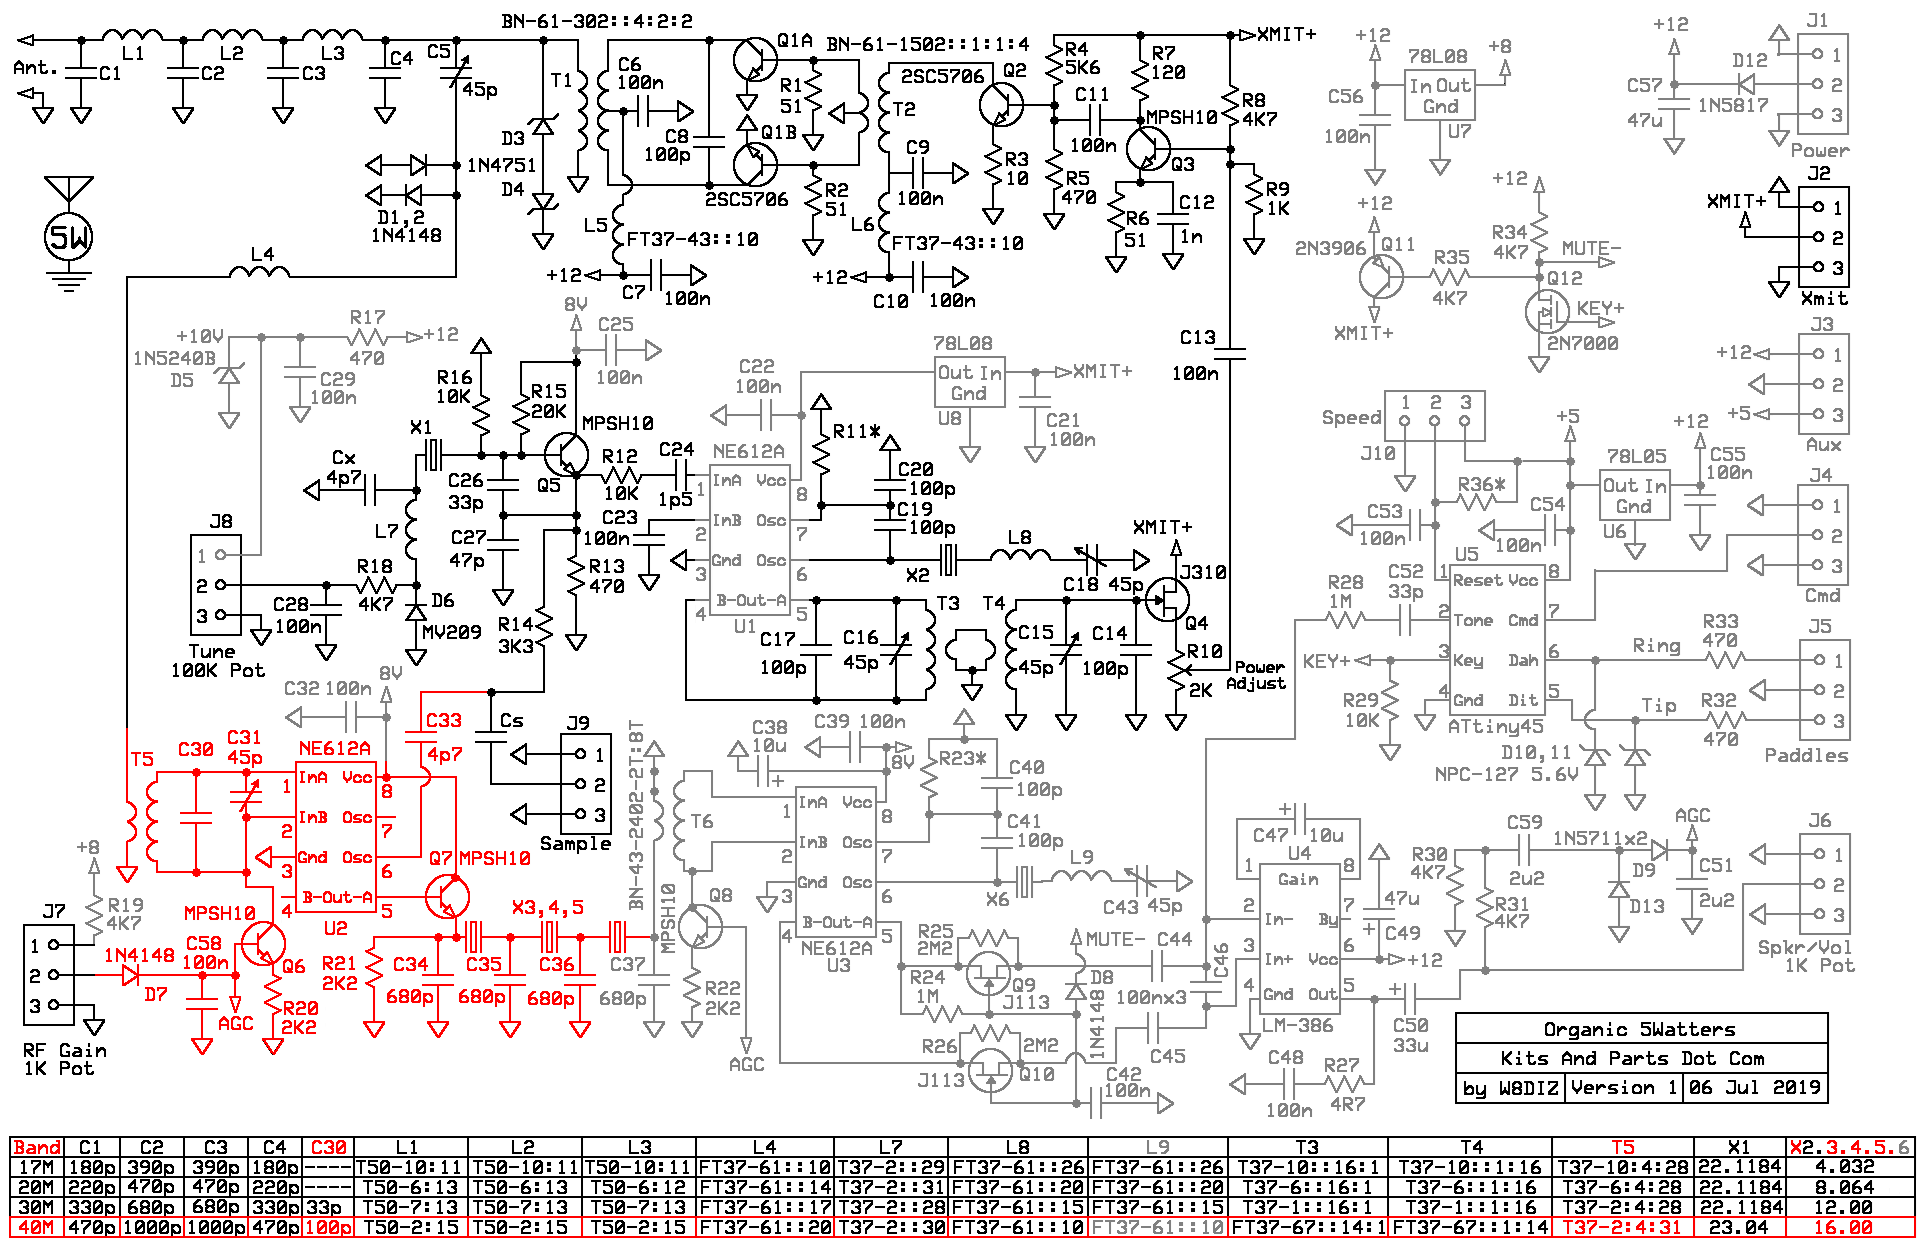 BN-61-302::4:2:2
Ant.
L1
L2
L3
C1
C2
C3
C4
C5
45p
T1
D3
1N4751
D4
D1,2
1N4148
5W
L4
C6
100n
C8
100p
Q1A
Q1B
2SC5706
R1
51
R2
51
L5
FT37-43::10
+12
C7
100n
BN-61-1502::1:1:4
2SC5706
Q2
T2
C9
100n
L6
FT37-43::10
+12
C10
100n
R3
10
R4
5K6
R5
470
C11
100n
R7
120
MPSH10
Q3
R6
51
C12
1n
XMIT+
R8
4K7
R9
1K
C13
100n
+12
78L08
+8
In Out
Gnd
C56
100n
U7
+12
D12
C57
1N5817
47u
J1
1
2
3
Power
+12
2N3906
Q11
XMIT+
R35
4K7
+12
R34
4K7
MUTE-
Q12
KEY+
2N7000
XMIT+
J2
1
2
3
Xmit
J3
+12
1
2
+5
3
Aux
+10V
1N5240B
D5
C29
100n
R17
470
+12
8V
C25
100n
R16
10K
R15
20K
MPSH10
X1
Cx
4p7
L7
C26
33p
Q5
C27
47p
R12
10K
C24
1p5
C23
100n
R13
470
R14
3K3
J8
1
2
3
Tune
100K Pot
C28
100n
R18
4K7
D6
MV209
C22
100n
78L08
Out In
Gnd
U8
XMIT+
C21
100n
NE612A
1 InA Vcc 8
2 InB Osc 7
3 Gnd Osc 6
4 B-Out-A 5
U1
R11*
C20
100p
C19
100p
X2
L8
C18 45p
XMIT+
J310
Q4
C17
100p
C16
45p
T3
T4
C15
45p
C14
100p
R10
2K
Power
Adjust
Speed
1 2 3
J10
R36*
C53
100n
C54
100n
+5
78L05
Out In
Gnd
U6
+12
C55
100n
J4
1
2
3
Cmd
U5
1 Reset Vcc 8
2 Tone Cmd 7
3 Key Dah 6
4 Gnd Dit 5
ATtiny45
R28
1M
C52
33p
KEY+
R29
10K
Ring
R33
470
Tip
R32
470
D10,11
NPC-127 5.6V
J5
1
2
3
Paddles
C32 100n
8V
C33
4p7
Cs
J9
1
2
3
Sample
T5
C30
C31
45p
NE612A
1 InA Vcc 8
2 InB Osc 7
3 Gnd Osc 6
4 B-Out-A 5
U2
Q7 MPSH10
MPSH10
Q6
X3,4,5
+8
R19
4K7
J7
1
2
3
RF Gain
1K Pot
1N4148
D7
C58
100n
AGC
R20
2K2
R21
2K2
C34
680p
C35
680p
C36
680p
C37
680p
BN-43-2402-2T:8T
T6
MPSH10
Q8
R22
2K2
AGC
C38
10u
C39 100n
8V
NE612A
1 InA Vcc 8
2 InB Osc 7
3 Gnd Osc 6
4 B-Out-A 5
U3
R23*
C40
100p
C41
100p
X6
L9
C43 45p
R25
2M2
R24
1M
Q9
J113
R26
2M2
J113
Q10
MUTE-
D8
1N4148
C42
100n
C44
100nx3
C45
C46
C47 10u
U4
1 Gain 8
2 In- By 7
3 In+ Vcc 6
4 Gnd Out 5
LM-386
47u
C49
+12
C48
100n
R27
4R7
C50
33u
R30
4K7
R31
4K7
C59
2u2
1N5711x2
D9
D13
AGC
C51
2u2
J6
1
2
3
Spkr/Vol
1K Pot
Organic 5Watters
Kits And Parts Dot Com
by W8DIZ Version 1 06 Jul 2019
Band C1 C2 C3 C4 C30 L1 L2 L3 L4 L7 L8 L9 T3 T4 T5 X1 X2.3.4.5.6
17M 180p 390p 390p 180p ---- T50-10:11 T50-10:11 T50-10:11 FT37-61::10 T37-2::29 FT37-61::26 FT37-61::26 T37-10::16:1 T37-10::1:16 T37-10:4:28 22.1184 4.032
20M 220p 470p 470p 220p ---- T50-6:13 T50-6:13 T50-6:12 FT37-61::14 T37-2::31 FT37-61::20 FT37-61::20 T37-6::16:1 T37-6::1:16 T37-6:4:28 22.1184 8.064
30M 330p 680p 680p 330p 33p T50-7:13 T50-7:13 T50-7:13 FT37-61::17 T37-2::28 FT37-61::15 FT37-61::15 T37-1::16:1 T37-1::1:16 T37-2:4:28 22.1184 12.00
40M 470p 1000p 1000p 470p 100p T50-2:15 T50-2:15 T50-2:15 FT37-61::20 T37-2::30 FT37-61::10 FT37-61::10 FT37-67::14:1 FT37-67::1:14 T37-2:4:31 23.04 16.00